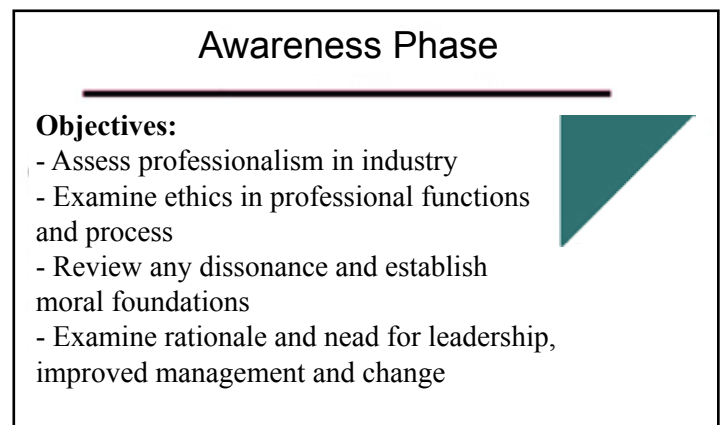 Awareness Phase
Objectives:
- Assess professionalism in industry
- Examine ethics in professional functions
and process
- Review any dissonance and establish
moral foundations
- Examine rationale and nead for leadership,
improved management and change